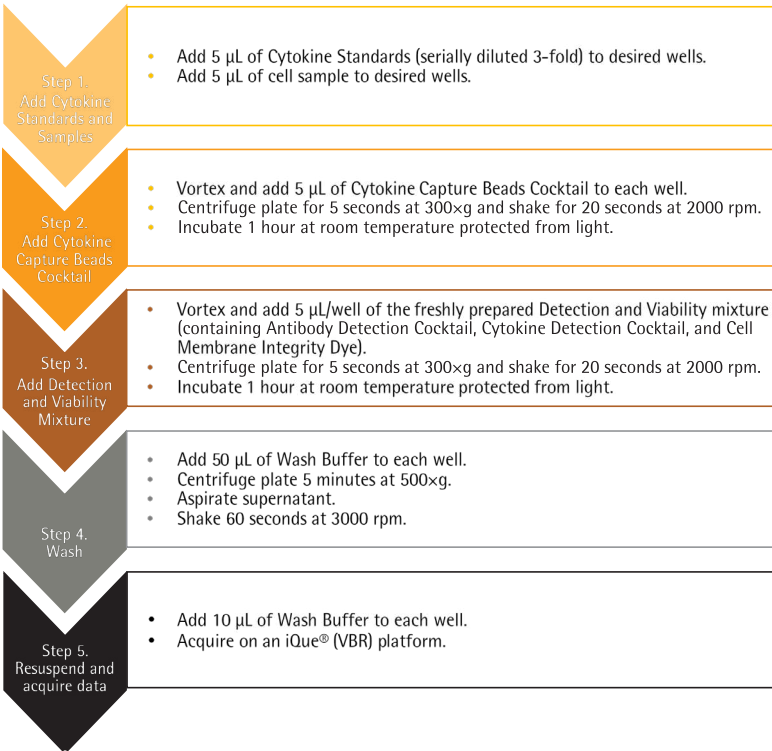 Step 1.
Add Cytokine
Standards and
Samples
• Add 5 µL of Cytokine Standards (serially diluted 3-fold) to desired wells.
• Add 5 µL of cell sample to desired wells.
Step 2.
Add Cytokine
Capture Beads
Cocktail
• Vortex and add 5 µL of Cytokine Capture Beads Cocktail to each well.
• Centrifuge plate for 5 seconds at 300×g and shake for 20 seconds at 2000 rpm.
• Incubate 1 hour at room temperature protected from light.
Step 3.
Add Detection
and Viability
Mixture
• Vortex and add 5 µL/well of the freshly prepared Detection and Viability mixture
(containing Antibody Detection Cocktail, Cytokine Detection Cocktail, and Cell
Membrane Integrity Dye).
• Centrifuge plate for 5 seconds at 300×g and shake for 20 seconds at 2000 rpm.
• Incubate 1 hour at room temperature protected from light.
Step 4.
Wash
• Add 50 µL of Wash Buffer to each well.
• Centrifuge plate 5 minutes at 500×g.
• Aspirate supernatant.
• Shake 60 seconds at 3000 rpm.
Step 5.
Resuspend and
acquire data
• Add 10 µL of Wash Buffer to each well.
• Acquire on an iQue® (VBR) platform.